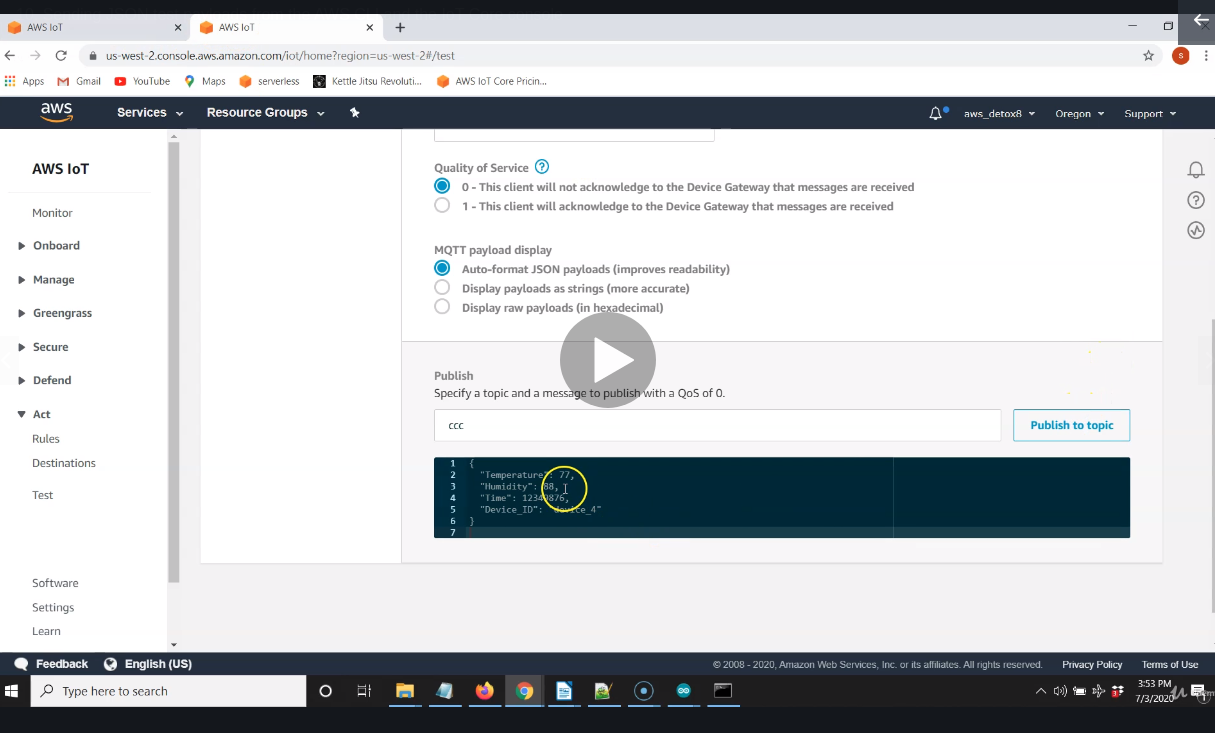 AWS IoT
AWS IoT
us-west-2.console.aws.amazon.com/iot/home?region=us-west-2#/test
S
Apps Gmail YouTube Maps serverless Kettle Jitsu Revoluti... AWS IoT Core Pricin...
aws Services Resource Groups aws_detox8 Oregon Support
AWS IoT
Monitor
Onboard
Manage
Greengrass
Secure
Defend
Act
Rules
Destinations
Test
Software
Settings
Learn
Quality of Service ?
0 - This client will not acknowledge to the Device Gateway that messages are received
1 - This client will acknowledge to the Device Gateway that messages are received
MQTT payload display
Auto-format JSON payloads (improves readability)
Display payloads as strings (more accurate)
Display raw payloads (in hexadecimal)
Publish
Specify a topic and a message to publish with a QoS of 0.
ccc
Publish to topic
1 {
2 "Temperature": 77,
3 "Humidity": 88,
4 "Time": 12349876,
5 "Device_ID": "device_4"
6 }
7
?
Feedback English (US)
© 2008 - 2020, Amazon Web Services, Inc. or its affiliates. All rights reserved. Privacy Policy Terms of Use
Type here to search
3:53 PM
7/3/2020